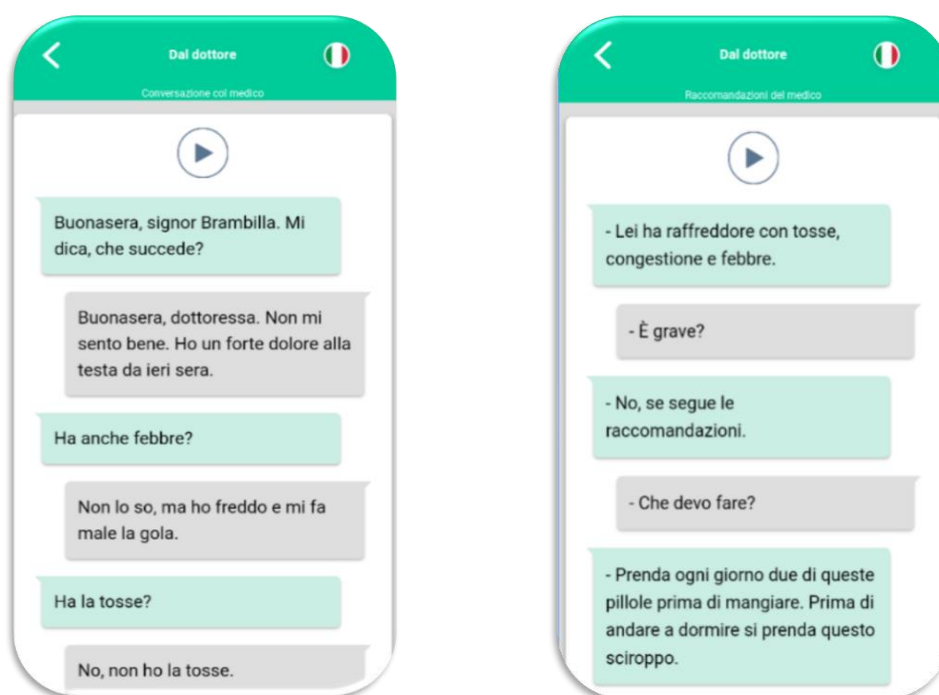 Dal dottore
Conversazione col medico
Buonasera, signor Brambilla. Mi
dica, che succede?
Buonasera, dottoressa. Non mi
sento bene. Ho un forte dolore alla
testa da ieri sera.
Ha anche febbre?
Non lo so, ma ho freddo e mi fa
male la gola.
Ha la tosse?
No, non ho la tosse.
Dal dottore
Raccomandazioni del medico
- Lei ha raffreddore con tosse,
congestione e febbre.
- È grave?
- No, se segue le
raccomandazioni.
- Che devo fare?
- Prenda ogni giorno due di queste
pillole prima di mangiare. Prima di
andare a dormire si prenda questo
sciroppo.